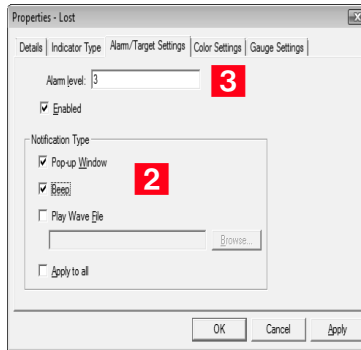 Properties - Lost
Details Indicator Type Alarm/Target Settings Color Settings Gauge Settings
Alarm level: 3
3
Enabled
Notification Type
Pop-up Window
2
Beep
Play Wave File
Browse...
Apply to all
OK Cancel Apply